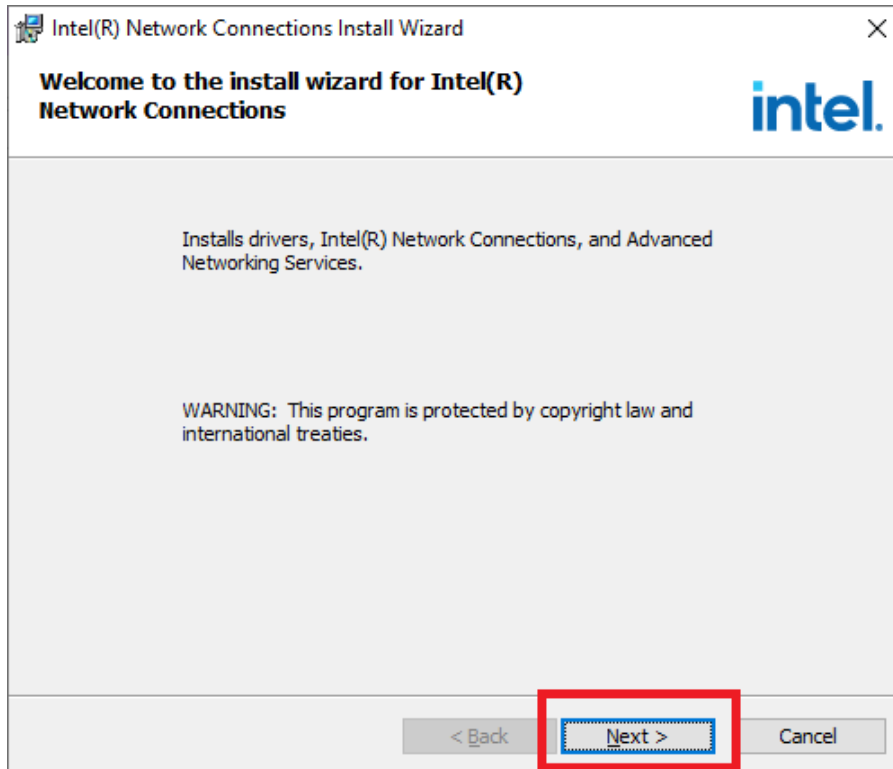 Intel(R) Network Connections Install Wizard
Welcome to the install wizard for Intel(R)
Network Connections
intel.
Installs drivers, Intel(R) Network Connections, and Advanced
Networking Services.
WARNING:  This program is protected by copyright law and
international treaties.
< Back
Next >
Cancel